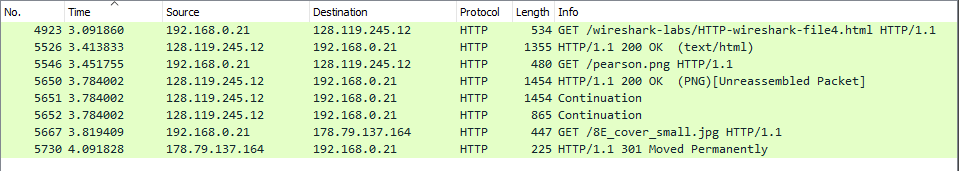 No. Time Source Destination Protocol Length Info
4923 3.091860 192.168.0.21 128.119.245.12 HTTP 534 GET /wireshark-labs/HTTP-wireshark-file4.html HTTP/1.1
5526 3.413833 128.119.245.12 192.168.0.21 HTTP 1355 HTTP/1.1 200 OK  (text/html)
5546 3.451755 192.168.0.21 128.119.245.12 HTTP 480 GET /pearson.png HTTP/1.1
5650 3.784002 128.119.245.12 192.168.0.21 HTTP 1454 HTTP/1.1 200 OK  (PNG)[Unreassembled Packet]
5651 3.784002 128.119.245.12 192.168.0.21 HTTP 1454 Continuation
5652 3.784002 128.119.245.12 192.168.0.21 HTTP 865 Continuation
5667 3.819409 192.168.0.21 178.79.137.164 HTTP 447 GET /8E_cover_small.jpg HTTP/1.1
5730 4.091828 178.79.137.164 192.168.0.21 HTTP 225 HTTP/1.1 301 Moved Permanently